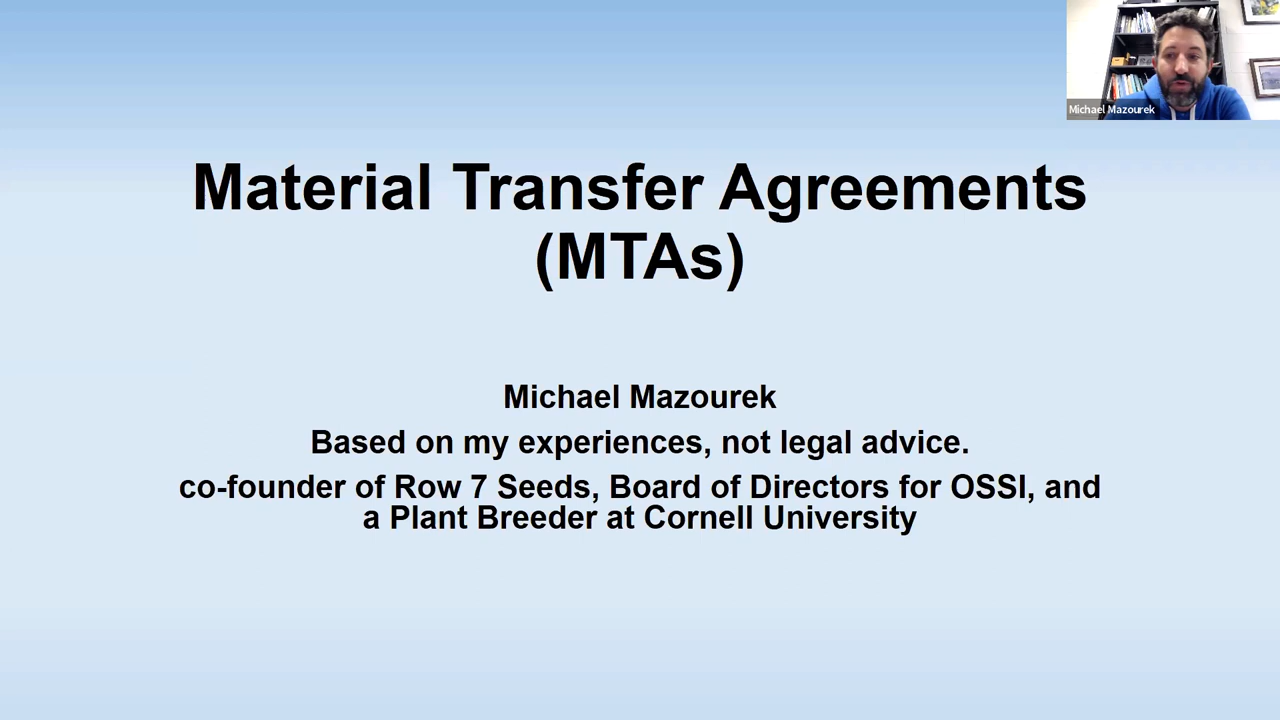 Michael Mazourek
Material Transfer Agreements
(MTAs)
Michael Mazourek
Based on my experiences, not legal advice.
co-founder of Row 7 Seeds, Board of Directors for OSSI, and
a Plant Breeder at Cornell University